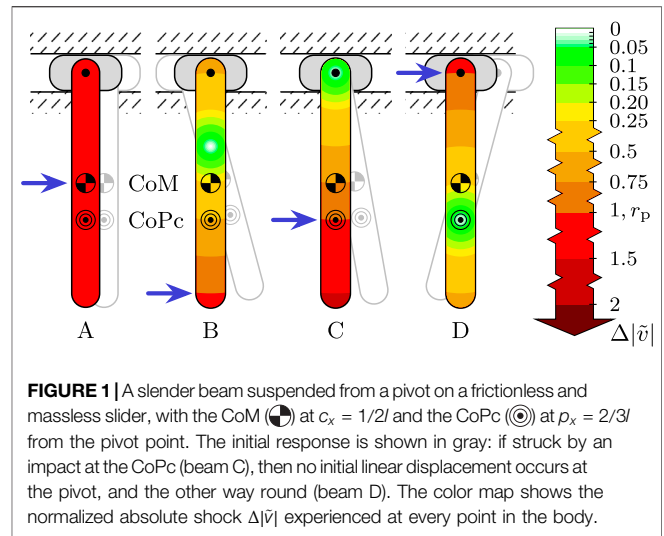 0
0.05
0.1
0.15
0.20
0.25
0.5
0.75
1, rp
1.5
2
Δ|ṽ|
CoM
CoPc
A B C D
FIGURE 1 | A slender beam suspended from a pivot on a frictionless and
massless slider, with the CoM ( ) at cx = 1/2l and the CoPc ( ) at px = 2/3l
from the pivot point. The initial response is shown in gray: if struck by an
impact at the CoPc (beam C), then no initial linear displacement occurs at
the pivot, and the other way round (beam D). The color map shows the
normalized absolute shock Δ|ṽ| experienced at every point in the body.